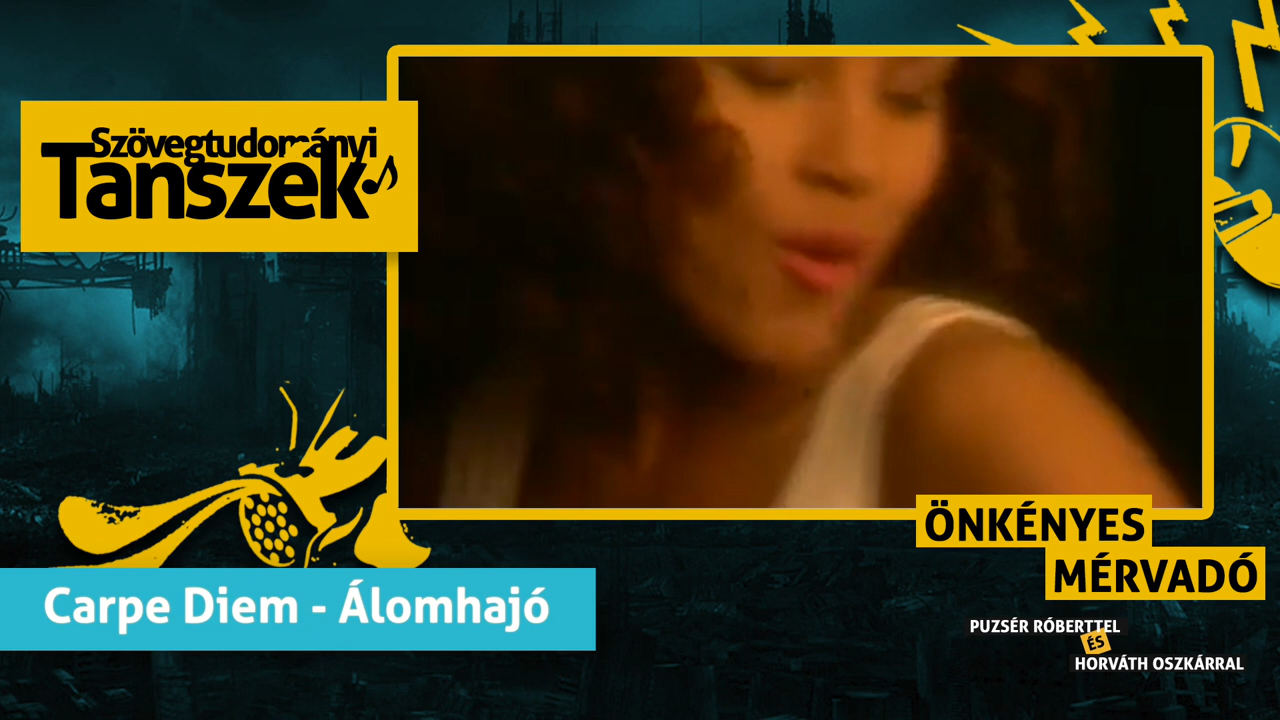 Szövegtudományi
Tanszék
Carpe Diem - Álomhajó
ÖNKÉNYES
MÉRVADÓ
PUZSÉR RÓBERTTEL
ÉS
HORVÁTH OSZKÁRRAL